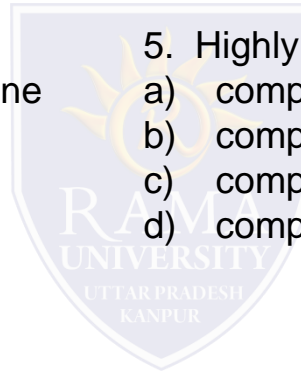 5. Highly
ne
a) comp
b) comp
c) comp
d) comp
RAMA
UNIVERSITY
UTTAR PRADESH
KANPUR